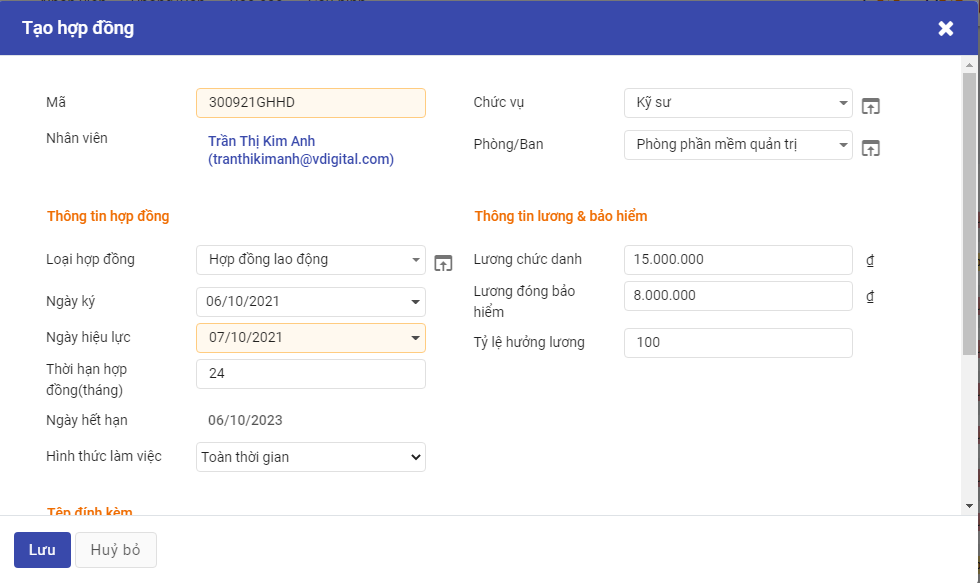 Tạo hợp đồng
Mã
300921GHHD
Chức vụ
Kỹ sư
Nhân viên
Trần Thị Kim Anh
(tranthikimanh@vdigital.com)
Phòng/Ban
Phòng phần mềm quản trị
Thông tin hợp đồng
Thông tin lương & bảo hiểm
Loại hợp đồng
Hợp đồng lao động
Lương chức danh
15.000.000
₫
Ngày ký
06/10/2021
Lương đóng bảo
hiểm
8.000.000
₫
Ngày hiệu lực
07/10/2021
Tỷ lệ hưởng lương
100
Thời hạn hợp
đồng(tháng)
24
Ngày hết hạn
06/10/2023
Hình thức làm việc
Toàn thời gian
Tệp đính kèm
Lưu
Huỷ bỏ